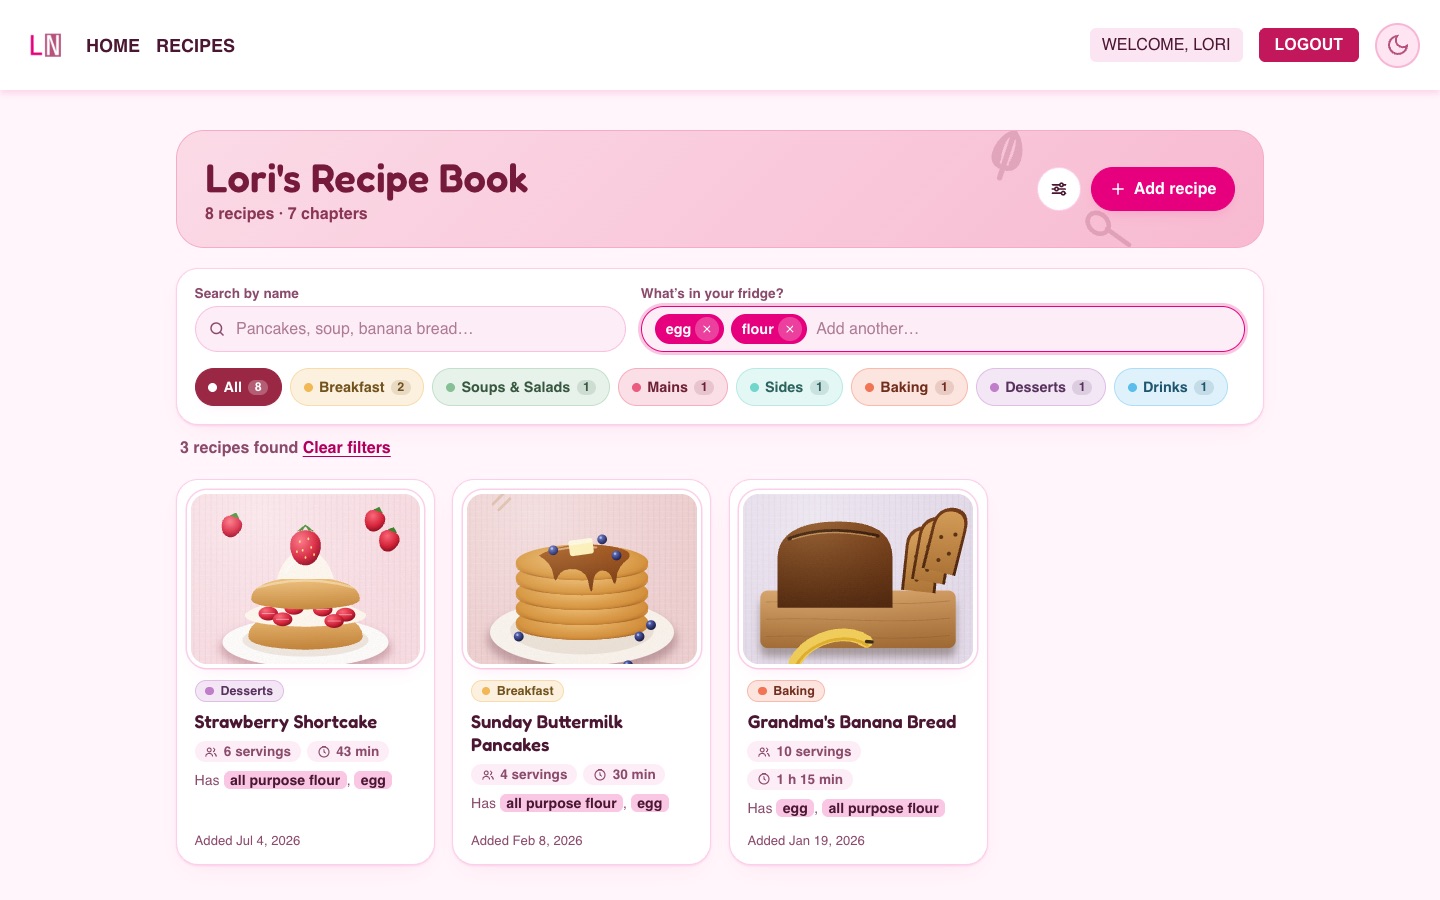 LN HOME RECIPES WELCOME, LORI LOGOUT
Lori's Recipe Book
8 recipes · 7 chapters
Add recipe
Search by name
Pancakes, soup, banana bread…
What's in your fridge?
egg flour Add another…
All 8 Breakfast 2 Soups & Salads 1 Mains 1 Sides 1 Baking 1 Desserts 1 Drinks 1
3 recipes found Clear filters
Desserts
Strawberry Shortcake
6 servings 43 min
Has all purpose flour, egg
Added Jul 4, 2026
Breakfast
Sunday Buttermilk
Pancakes
4 servings 30 min
Has all purpose flour, egg
Added Feb 8, 2026
Baking
Grandma's Banana Bread
10 servings
1 h 15 min
Has egg, all purpose flour
Added Jan 19, 2026